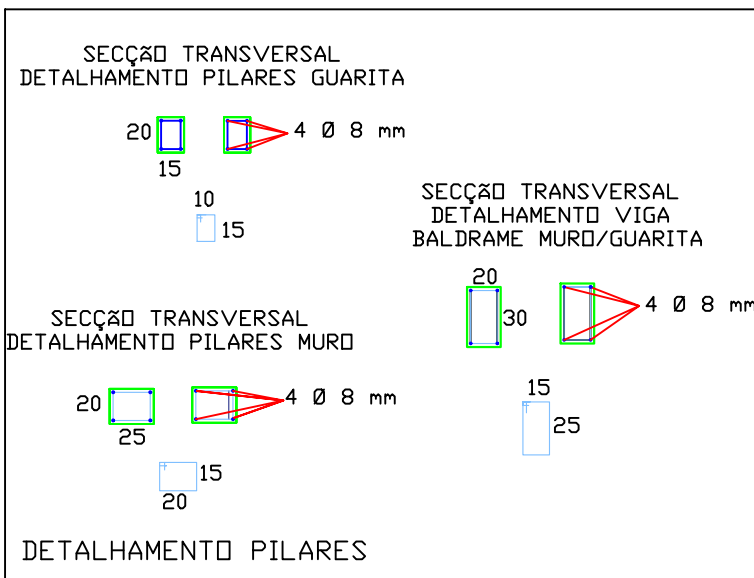 SECÇÃO TRANSVERSAL
DETALHAMENTO PILARES GUARITA
20
15
4 Ø 8 mm
10
15
SECÇÃO TRANSVERSAL
DETALHAMENTO VIGA
BALDRAME MURO/GUARITA
20
30
4 Ø 8 mm
15
25
SECÇÃO TRANSVERSAL
DETALHAMENTO PILARES MURO
20
25
4 Ø 8 mm
15
20
DETALHAMENTO PILARES